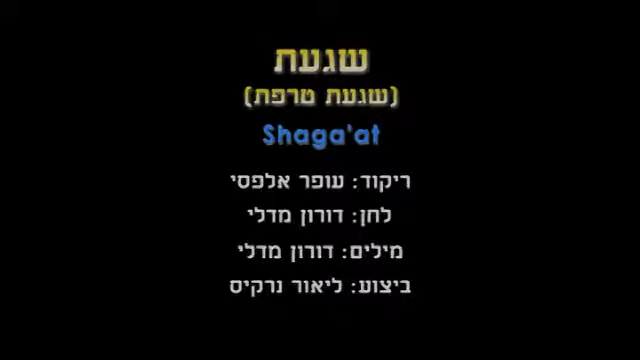 שגעת
(שגעת טרפת)
Shaga'at
ריקוד: עופר אלפסי
לחן: דורון מדלי
מילים: דורון מדלי
ביצוע: ליאור נרקיס